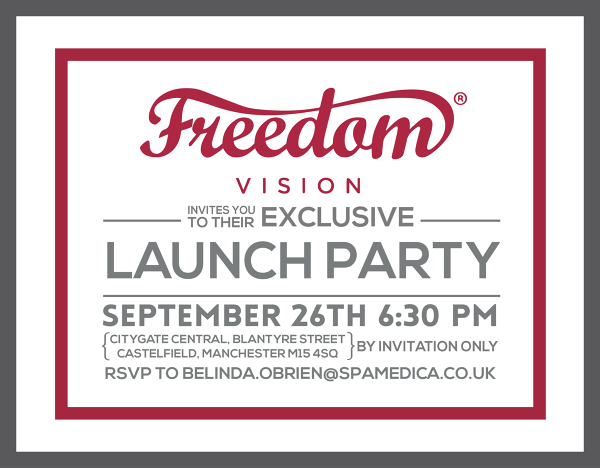 Freedom®
VISION
INVITES YOU
TO THEIR EXCLUSIVE
LAUNCH PARTY
SEPTEMBER 26TH 6:30 PM
{CITYGATE CENTRAL, BLANTYRE STREET
CASTELFIELD, MANCHESTER M15 4SQ} BY INVITATION ONLY
RSVP TO BELINDA.OBRIEN@SPAMEDICA.CO.UK